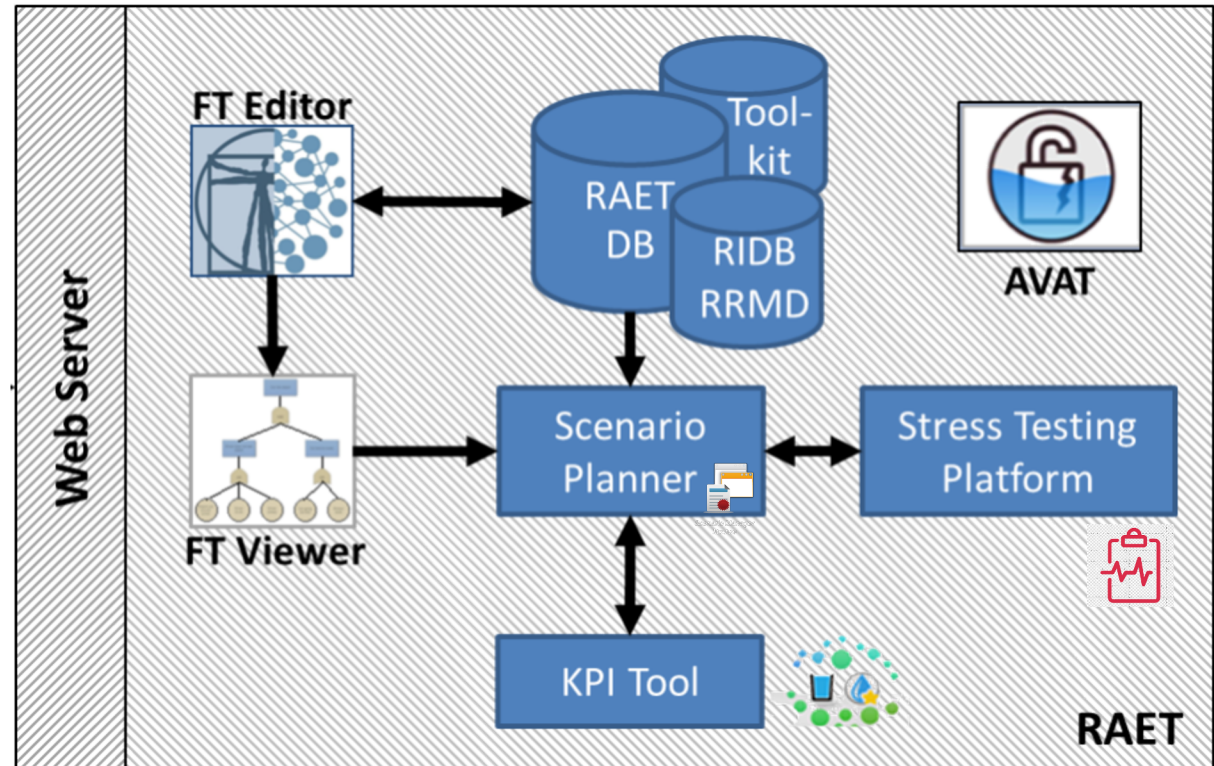 Web Server
FT Editor
Tool-
kit
RAET
DB
RIDB
RRMD
AVAT
Scenario
Planner
Stress Testing
Platform
FT Viewer
KPI Tool
RAET